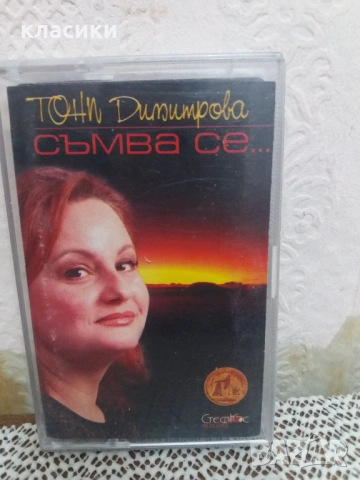 класики
ТОНИ Димитрова
СЪМВА СЕ...
Стефкос